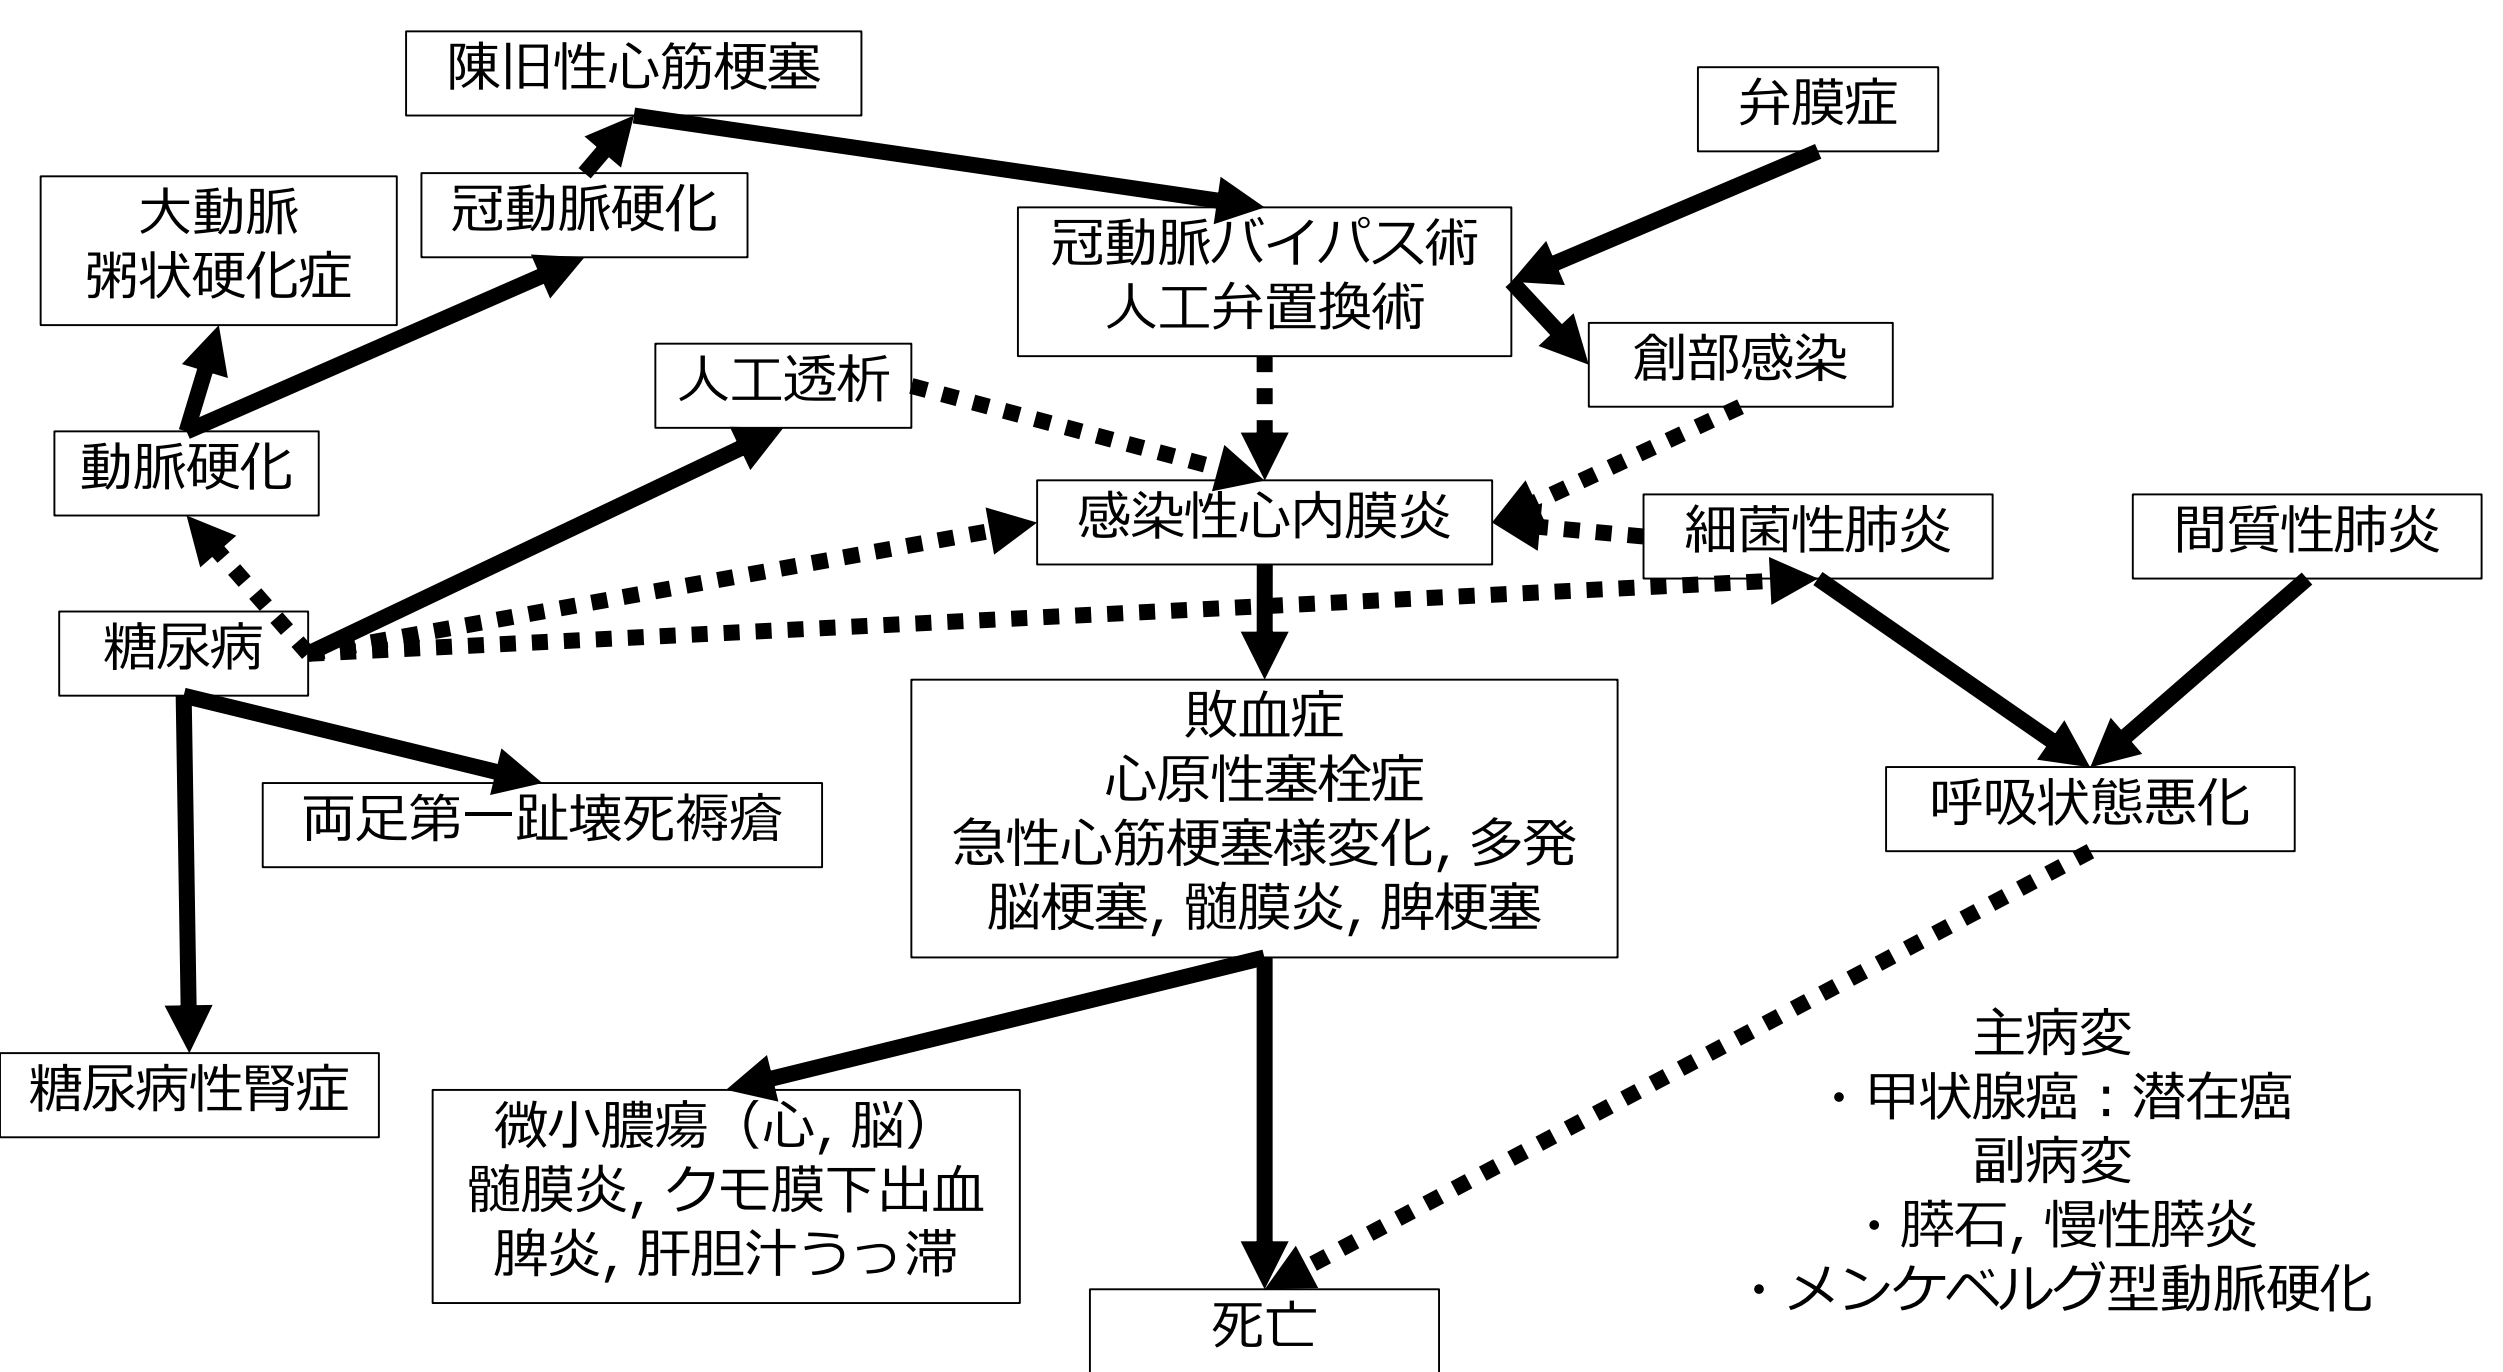 陳旧性心筋梗塞
弁膜症
大動脈
粥状硬化症
冠動脈硬化
冠動脈バイパス術
人工弁置換術
創部感染
人工透析
動脈硬化
感染性心内膜炎
細菌性肺炎
間質性肺炎
糖尿病
敗血症
心原性塞栓症
急性心筋梗塞様変化, 多発
脳梗塞, 髄膜炎, 脾梗塞
両足第一趾壊死後瘢痕
呼吸状態悪化
糖尿病性腎症
微小膿瘍 (心, 脳)
髄膜炎, クモ膜下出血
脾炎, 肝胆汁うっ滞
死亡
主病変
・甲状腺癌：潜在癌
副病変
・膵石, 慢性膵炎
・メンケベルグ型動脈硬化